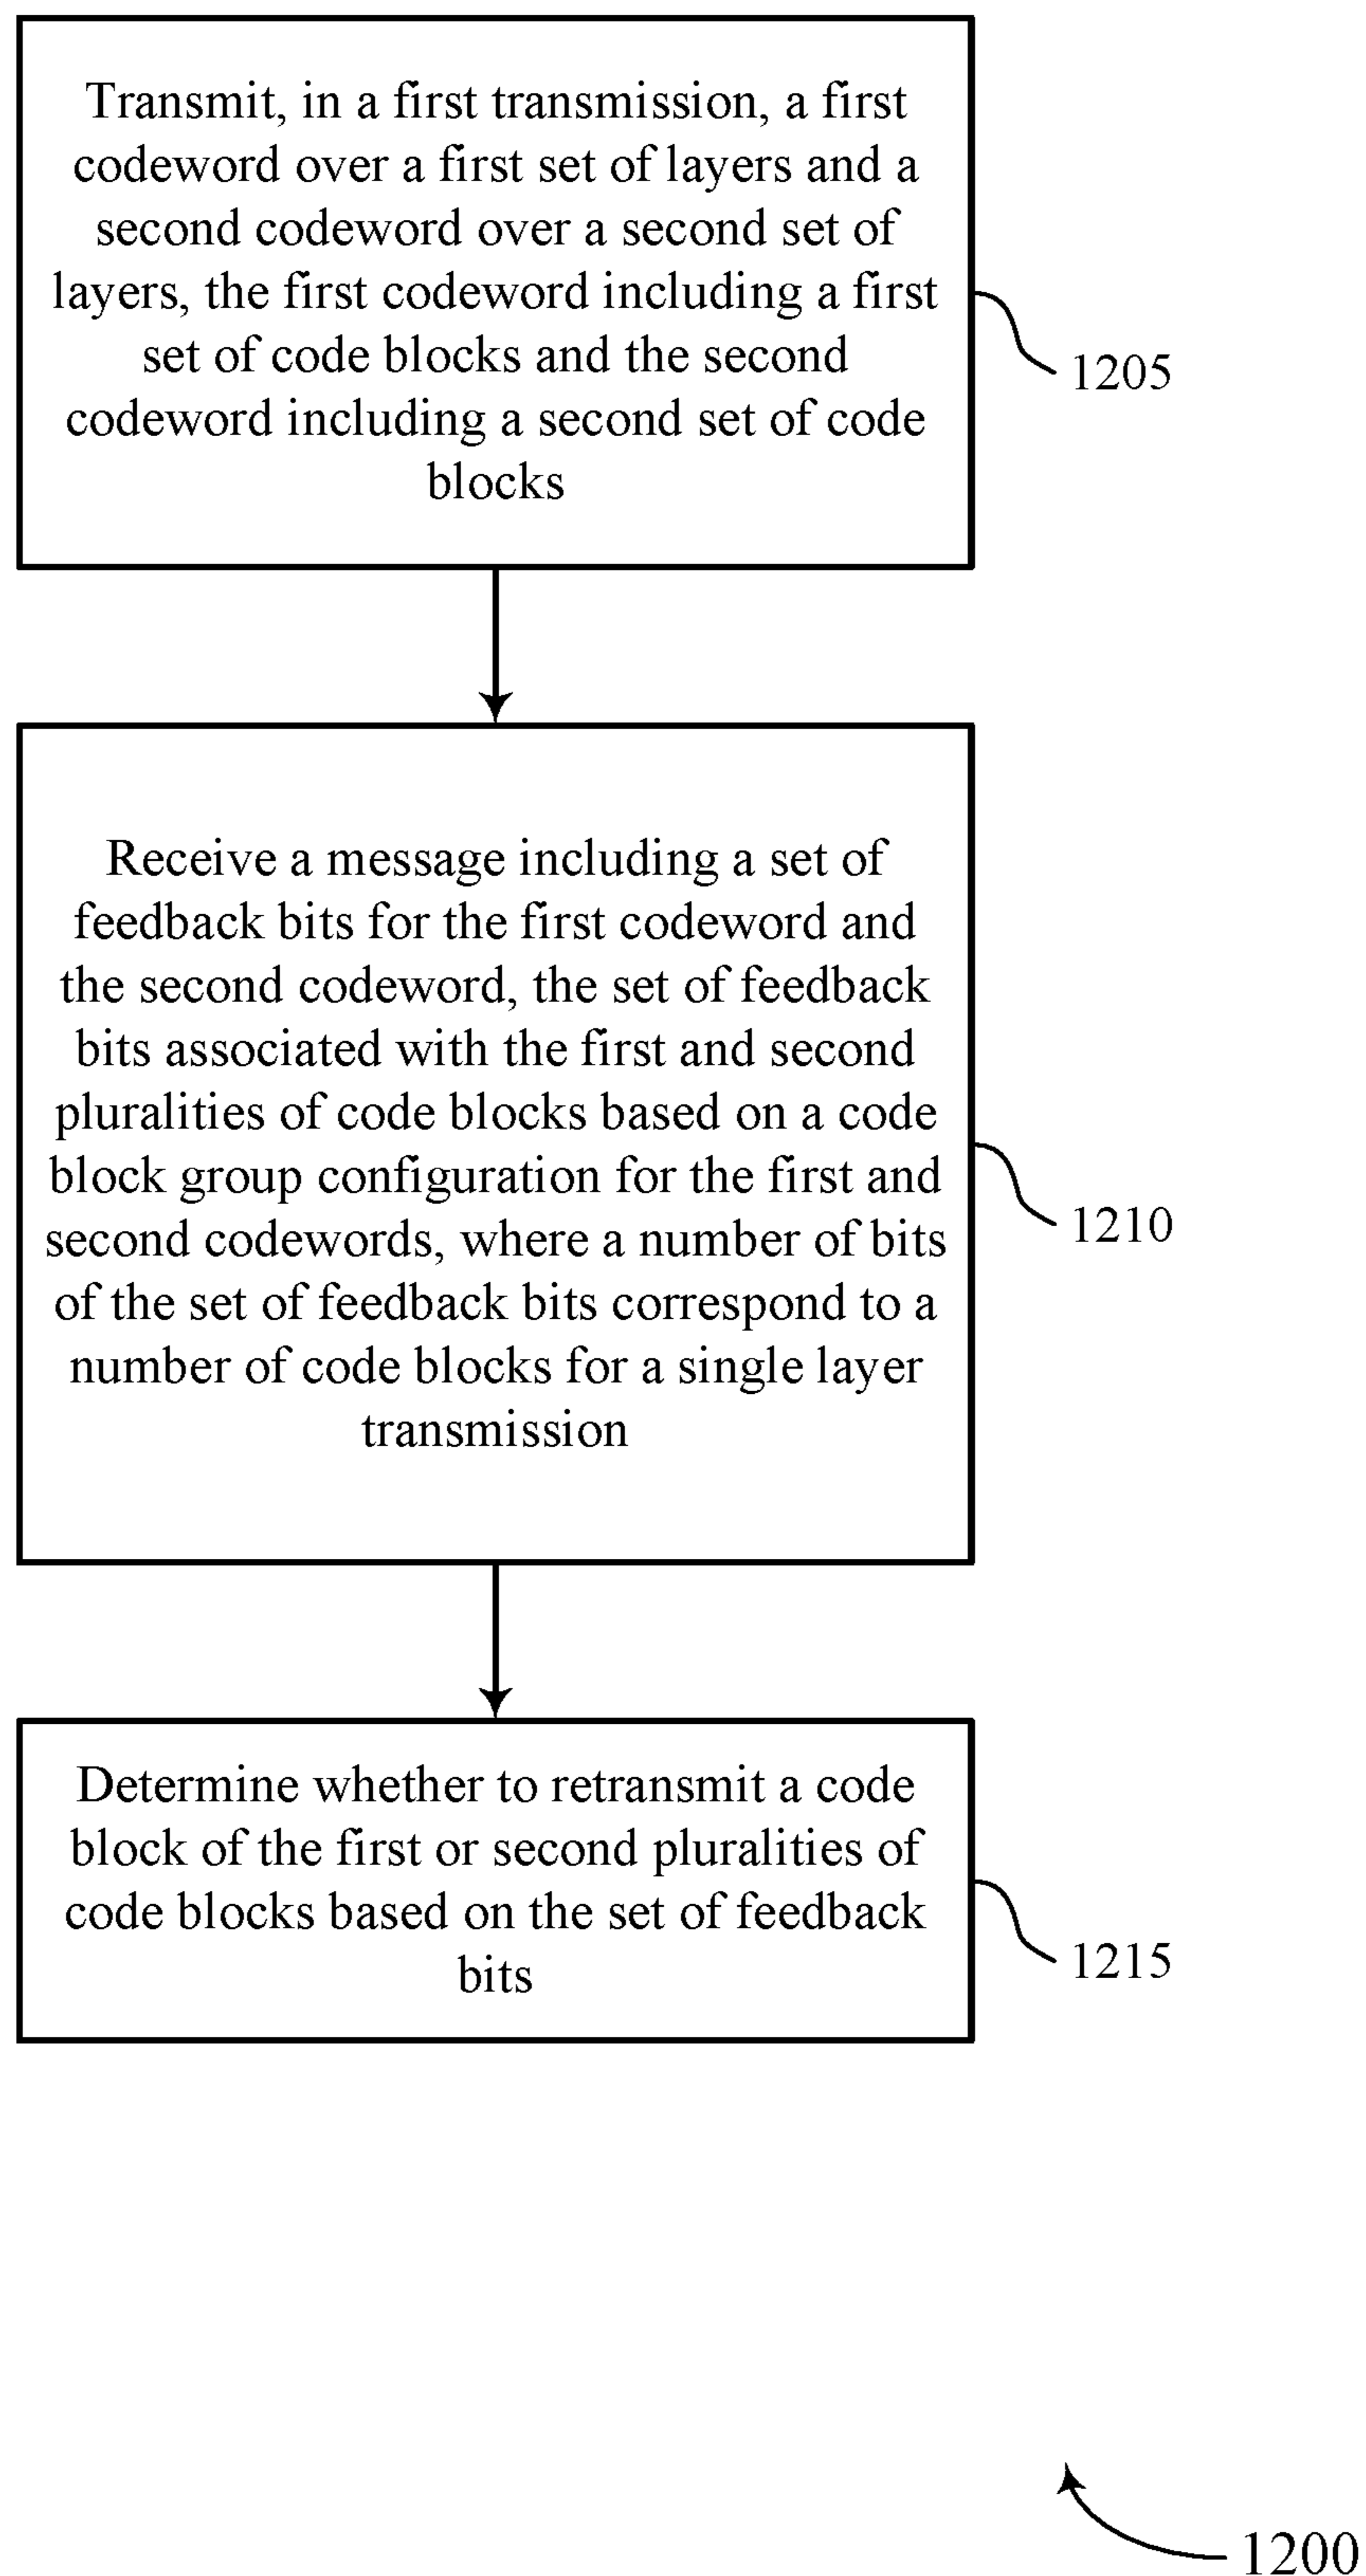 Transmit, in a first transmission, a first
codeword over a first set of layers and a
second codeword over a second set of
layers, the first codeword including a first
set of code blocks and the second
codeword including a second set of code
blocks
1205
Receive a message including a set of
feedback bits for the first codeword and
the second codeword, the set of feedback
bits associated with the first and second
pluralities of code blocks based on a code
block group configuration for the first and
second codewords, where a number of bits
of the set of feedback bits correspond to a
number of code blocks for a single layer
transmission
1210
Determine whether to retransmit a code
block of the first or second pluralities of
code blocks based on the set of feedback
bits
1215
1200